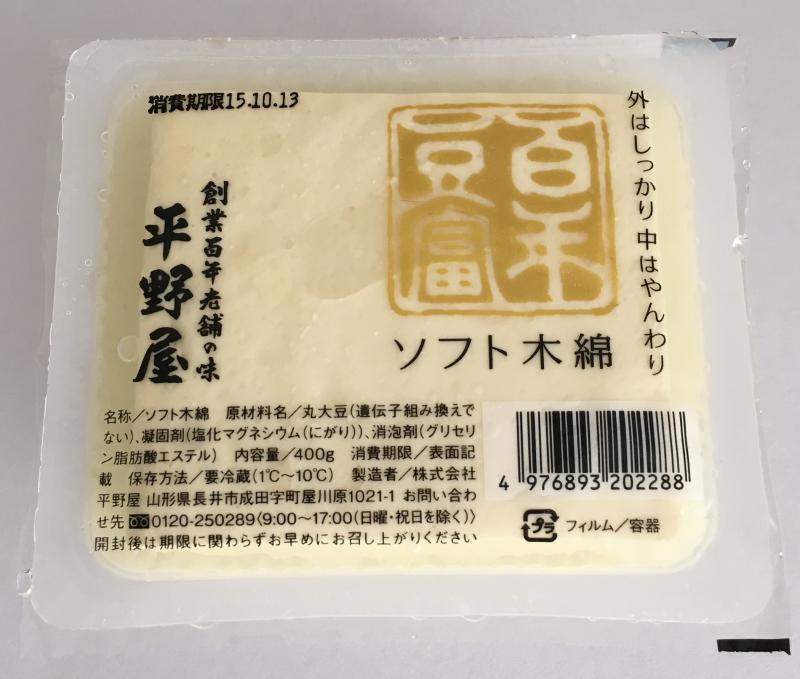 消費期限15.10.13
百年
豆富
外はしっかり 中はやんわり
創業百年老舗の味
平野屋
ソフト木綿
名称/ソフト木綿 原材料名/丸大豆(遺伝子組み換えで
ない)、凝固剤(塩化マグネシウム(にがり))、消泡剤(グリセリ
ン脂肪酸エステル) 内容量/400g 消費期限/表面記
載 保存方法/要冷蔵(1℃〜10℃) 製造者/株式会社
平野屋 山形県長井市成田字町屋川原1021-1 お問い合わ
せ先 0120-250289(9:00〜17:00(日曜・祝日を除く))
開封後は期限に関わらずお早めにお召し上がりください
4 976893 202288
プラ フィルム/容器